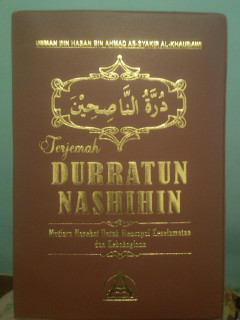 UTSMAN BIN HASAN BIN AHMAD AS-SYAKIR AL-KHAUBAWI
دُرَّةُ النَّاصِحِيْنَ
Terjemah
DURRATUN
NASHIHIN
Mutiara Nasehat Untuk Mencapai Keselamatan
dan Kebahagiaan